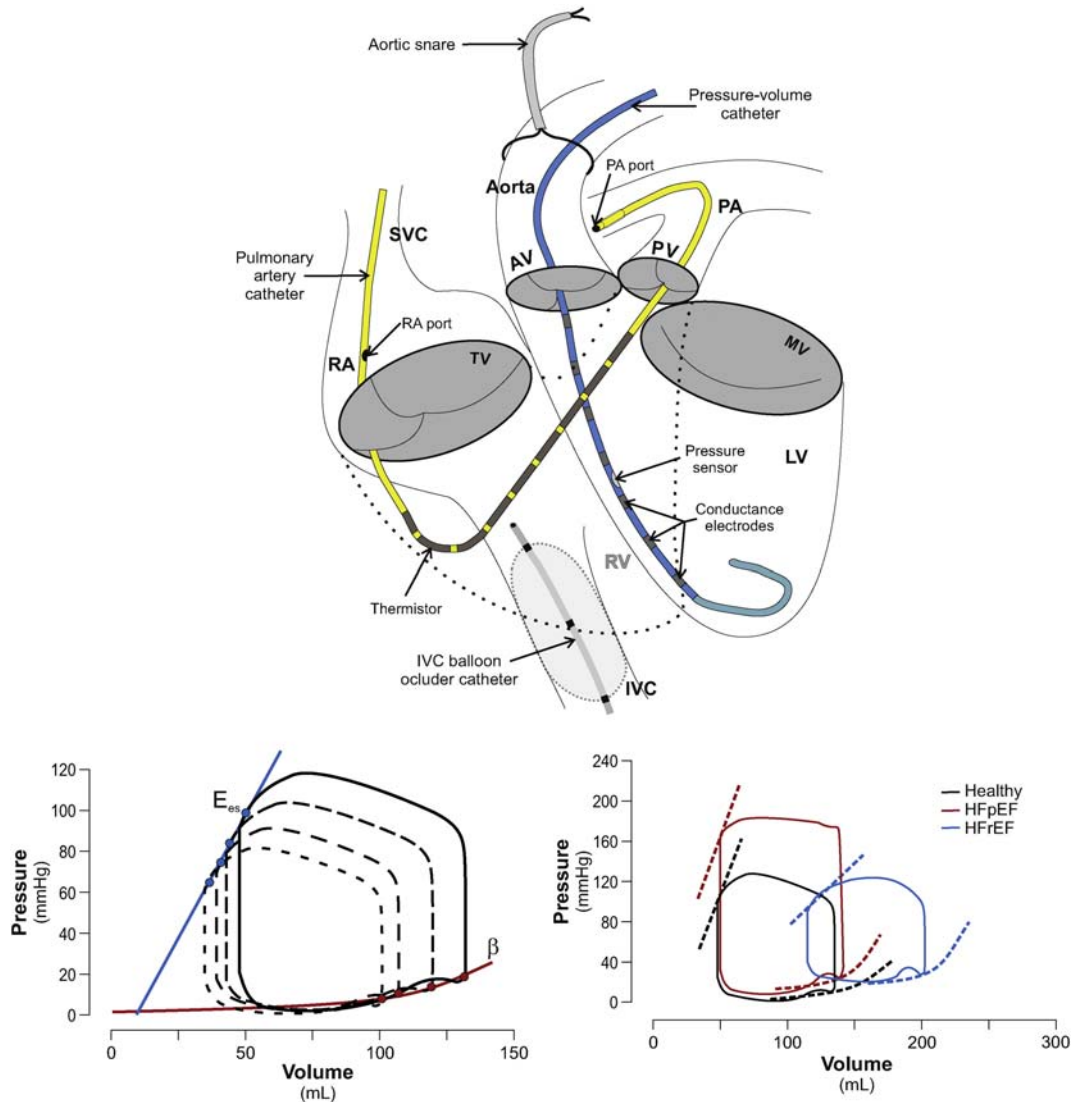 Aortic snare
Pressure-volume
catheter
PA port
Aorta
PA
SVC
AV
PV
Pulmonary
artery
catheter
RA port
RA
TV
MV
Pressure
sensor
LV
Conductance
electrodes
RV
Thermistor
IVC balloon
ocluder catheter
IVC
120
100
80
60
40
20
0
Pressure
(mmHg)
Ees
β
0
50
100
150
Volume
(mL)
240
200
160
120
80
40
0
Pressure
(mmHg)
Healthy
HFpEF
HFrEF
0
100
200
300
Volume
(mL)